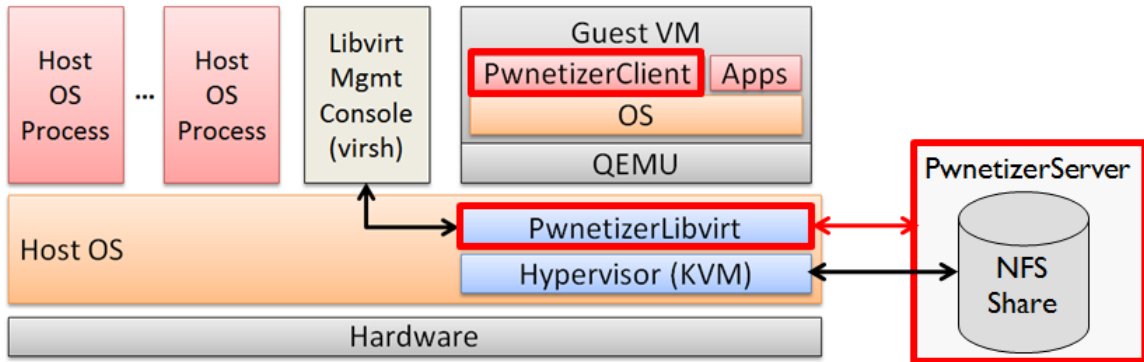 Host
OS
Process
...
Host
OS
Process
Libvirt
Mgmt
Console
(virsh)
Guest VM
PwnetizerClient
Apps
OS
QEMU
PwnetizerServer
NFS
Share
Host OS
PwnetizerLibvirt
Hypervisor (KVM)
Hardware